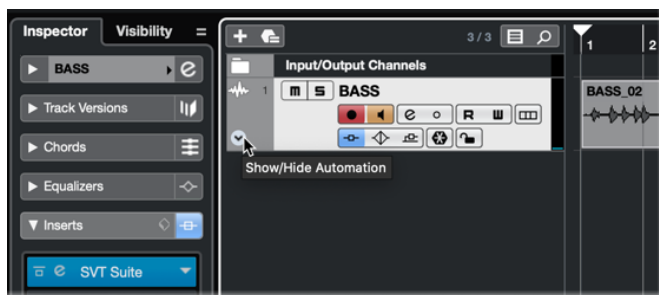 Inspector Visibility
3 / 3
1 2
BASS
Input/Output Channels
1 m s BASS
BASS_02
e o R W
Track Versions
Show/Hide Automation
Chords
Equalizers
Inserts
e SVT Suite